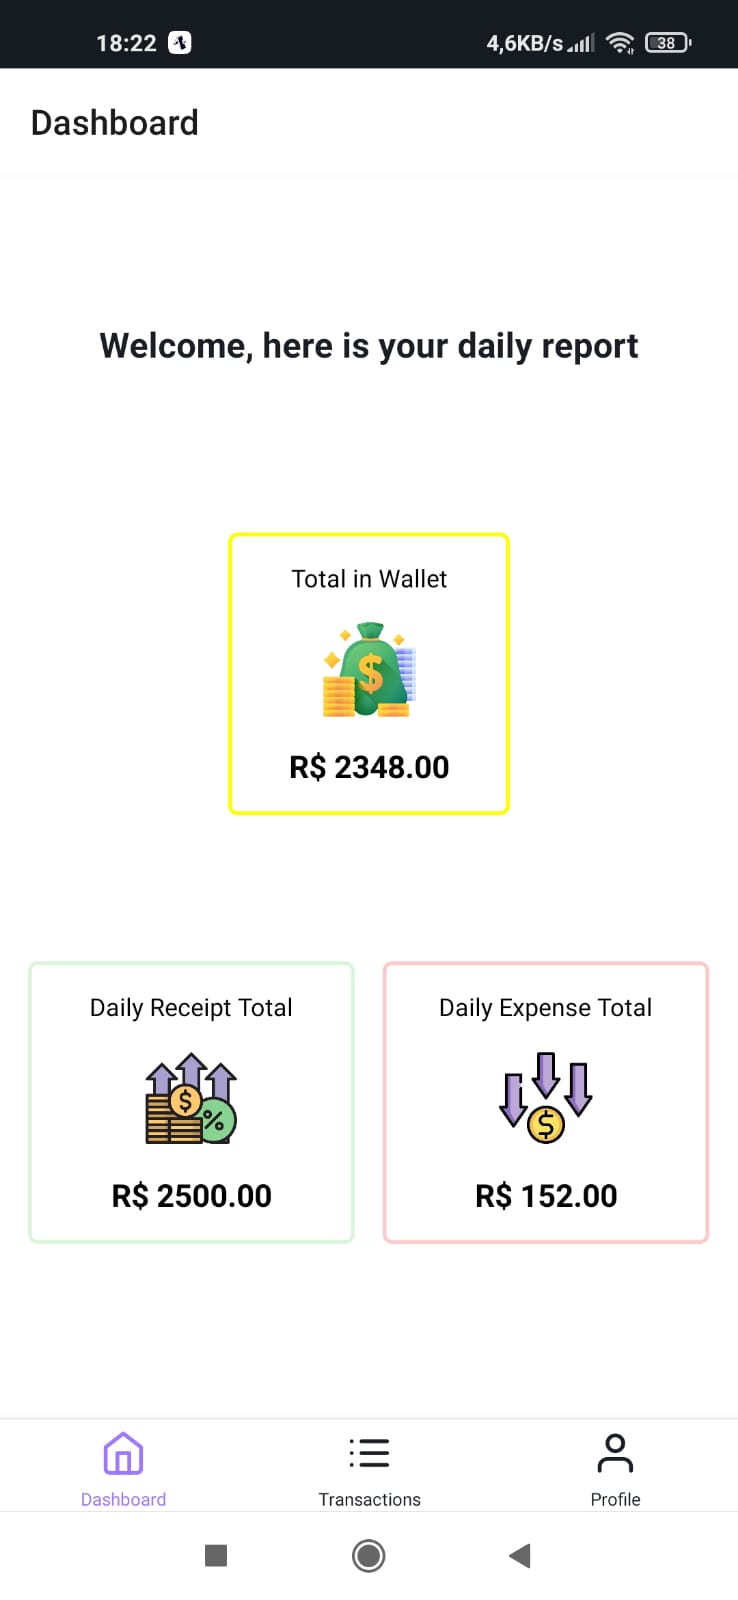 18:22 4,6KB/s 38
Dashboard
Welcome, here is your daily report
Total in Wallet
$
R$ 2348.00
Daily Receipt Total
$ %
R$ 2500.00
Daily Expense Total
$
R$ 152.00
Dashboard
Transactions
Profile